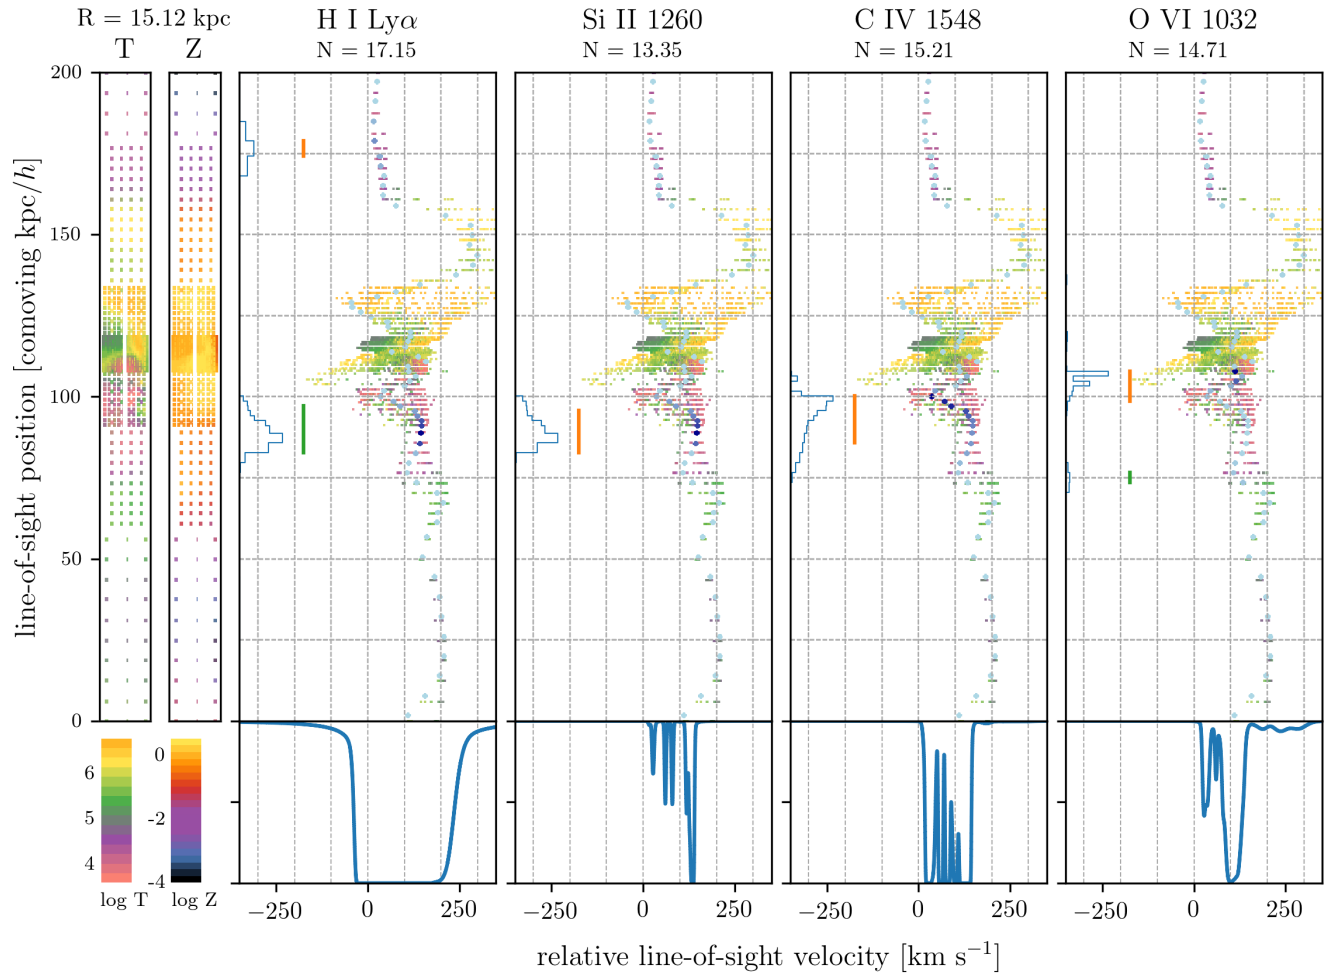 R = 15.12 kpc
T Z
H I Lyα
N = 17.15
Si II 1260
N = 13.35
C IV 1548
N = 15.21
O VI 1032
N = 14.71
line-of-sight position [comoving kpc/h]
200
150
100
50
0
6
5
4
log T
0
-2
-4
log Z
−250 0 250
−250 0 250
−250 0 250
−250 0 250
relative line-of-sight velocity [km s⁻¹]